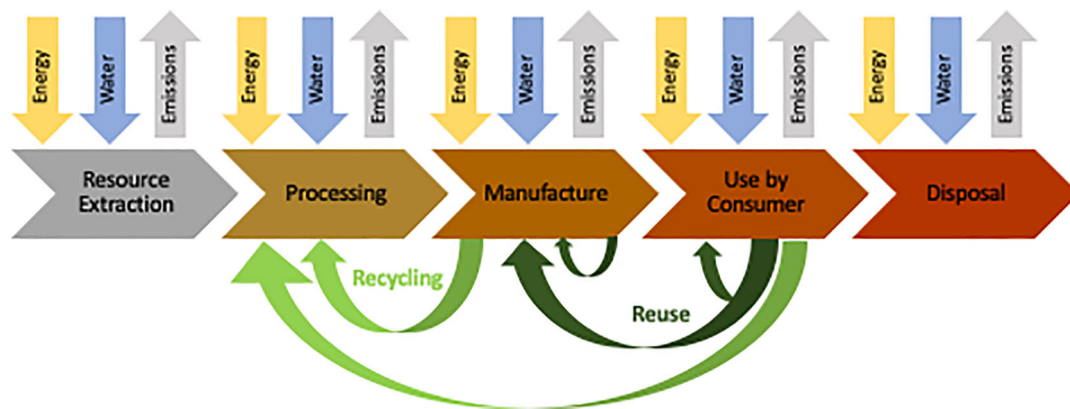 Energy
Water
Emissions
Energy
Water
Emissions
Energy
Water
Emissions
Energy
Water
Emissions
Energy
Water
Emissions
Resource
Extraction
Processing
Manufacture
Use by
Consumer
Disposal
Recycling
Reuse